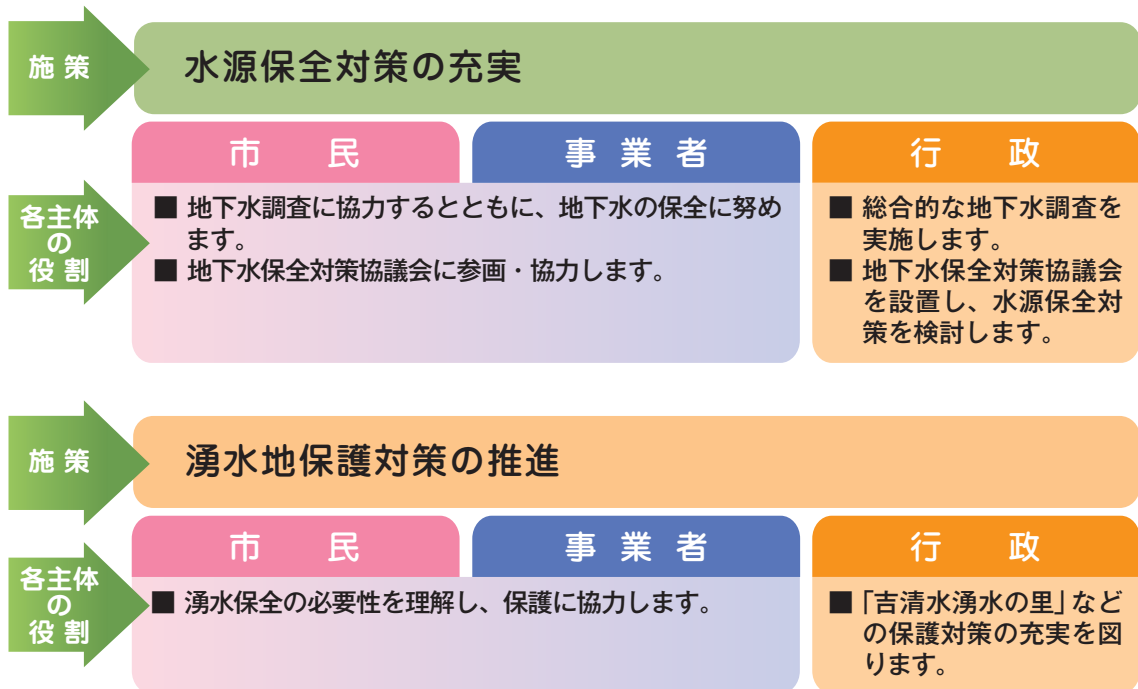 施策
水源保全対策の充実
市民
事業者
行政
各主体
の
役割
■ 地下水調査に協力するとともに、地下水の保全に努め
ます。
■ 地下水保全対策協議会に参画・協力します。
■ 総合的な地下水調査を
実施します。
■ 地下水保全対策協議会
を設置し、水源保全対
策を検討します。
施策
湧水地保護対策の推進
市民
事業者
行政
各主体
の
役割
■ 湧水保全の必要性を理解し、保護に協力します。
■ 「吉清水湧水の里」など
の保護対策の充実を図
ります。